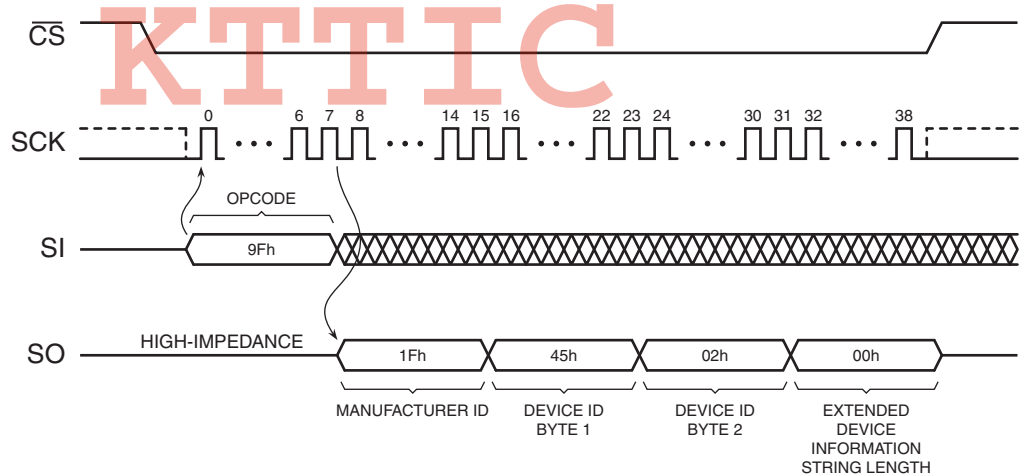 KTTIC
CS
SCK
0 6 7 8 14 15 16 22 23 24 30 31 32 38
OPCODE
SI
9Fh
SO
HIGH-IMPEDANCE
1Fh 45h 02h 00h
MANUFACTURER ID
DEVICE ID
BYTE 1
DEVICE ID
BYTE 2
EXTENDED
DEVICE
INFORMATION
STRING LENGTH